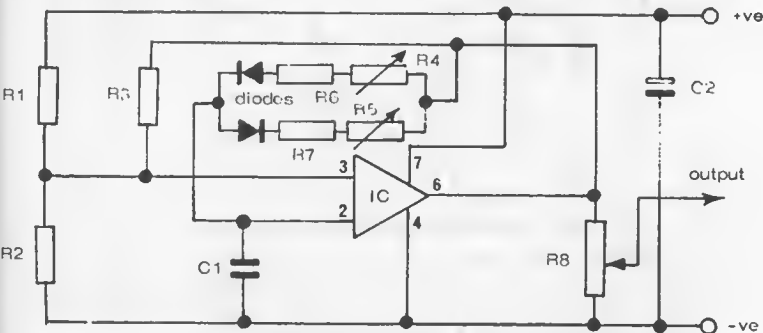 +ve
R1
R3
R4
diodes
R6
R5
C2
R7
3
7
IC
6
output
2
4
R2
C1
R8
-ve